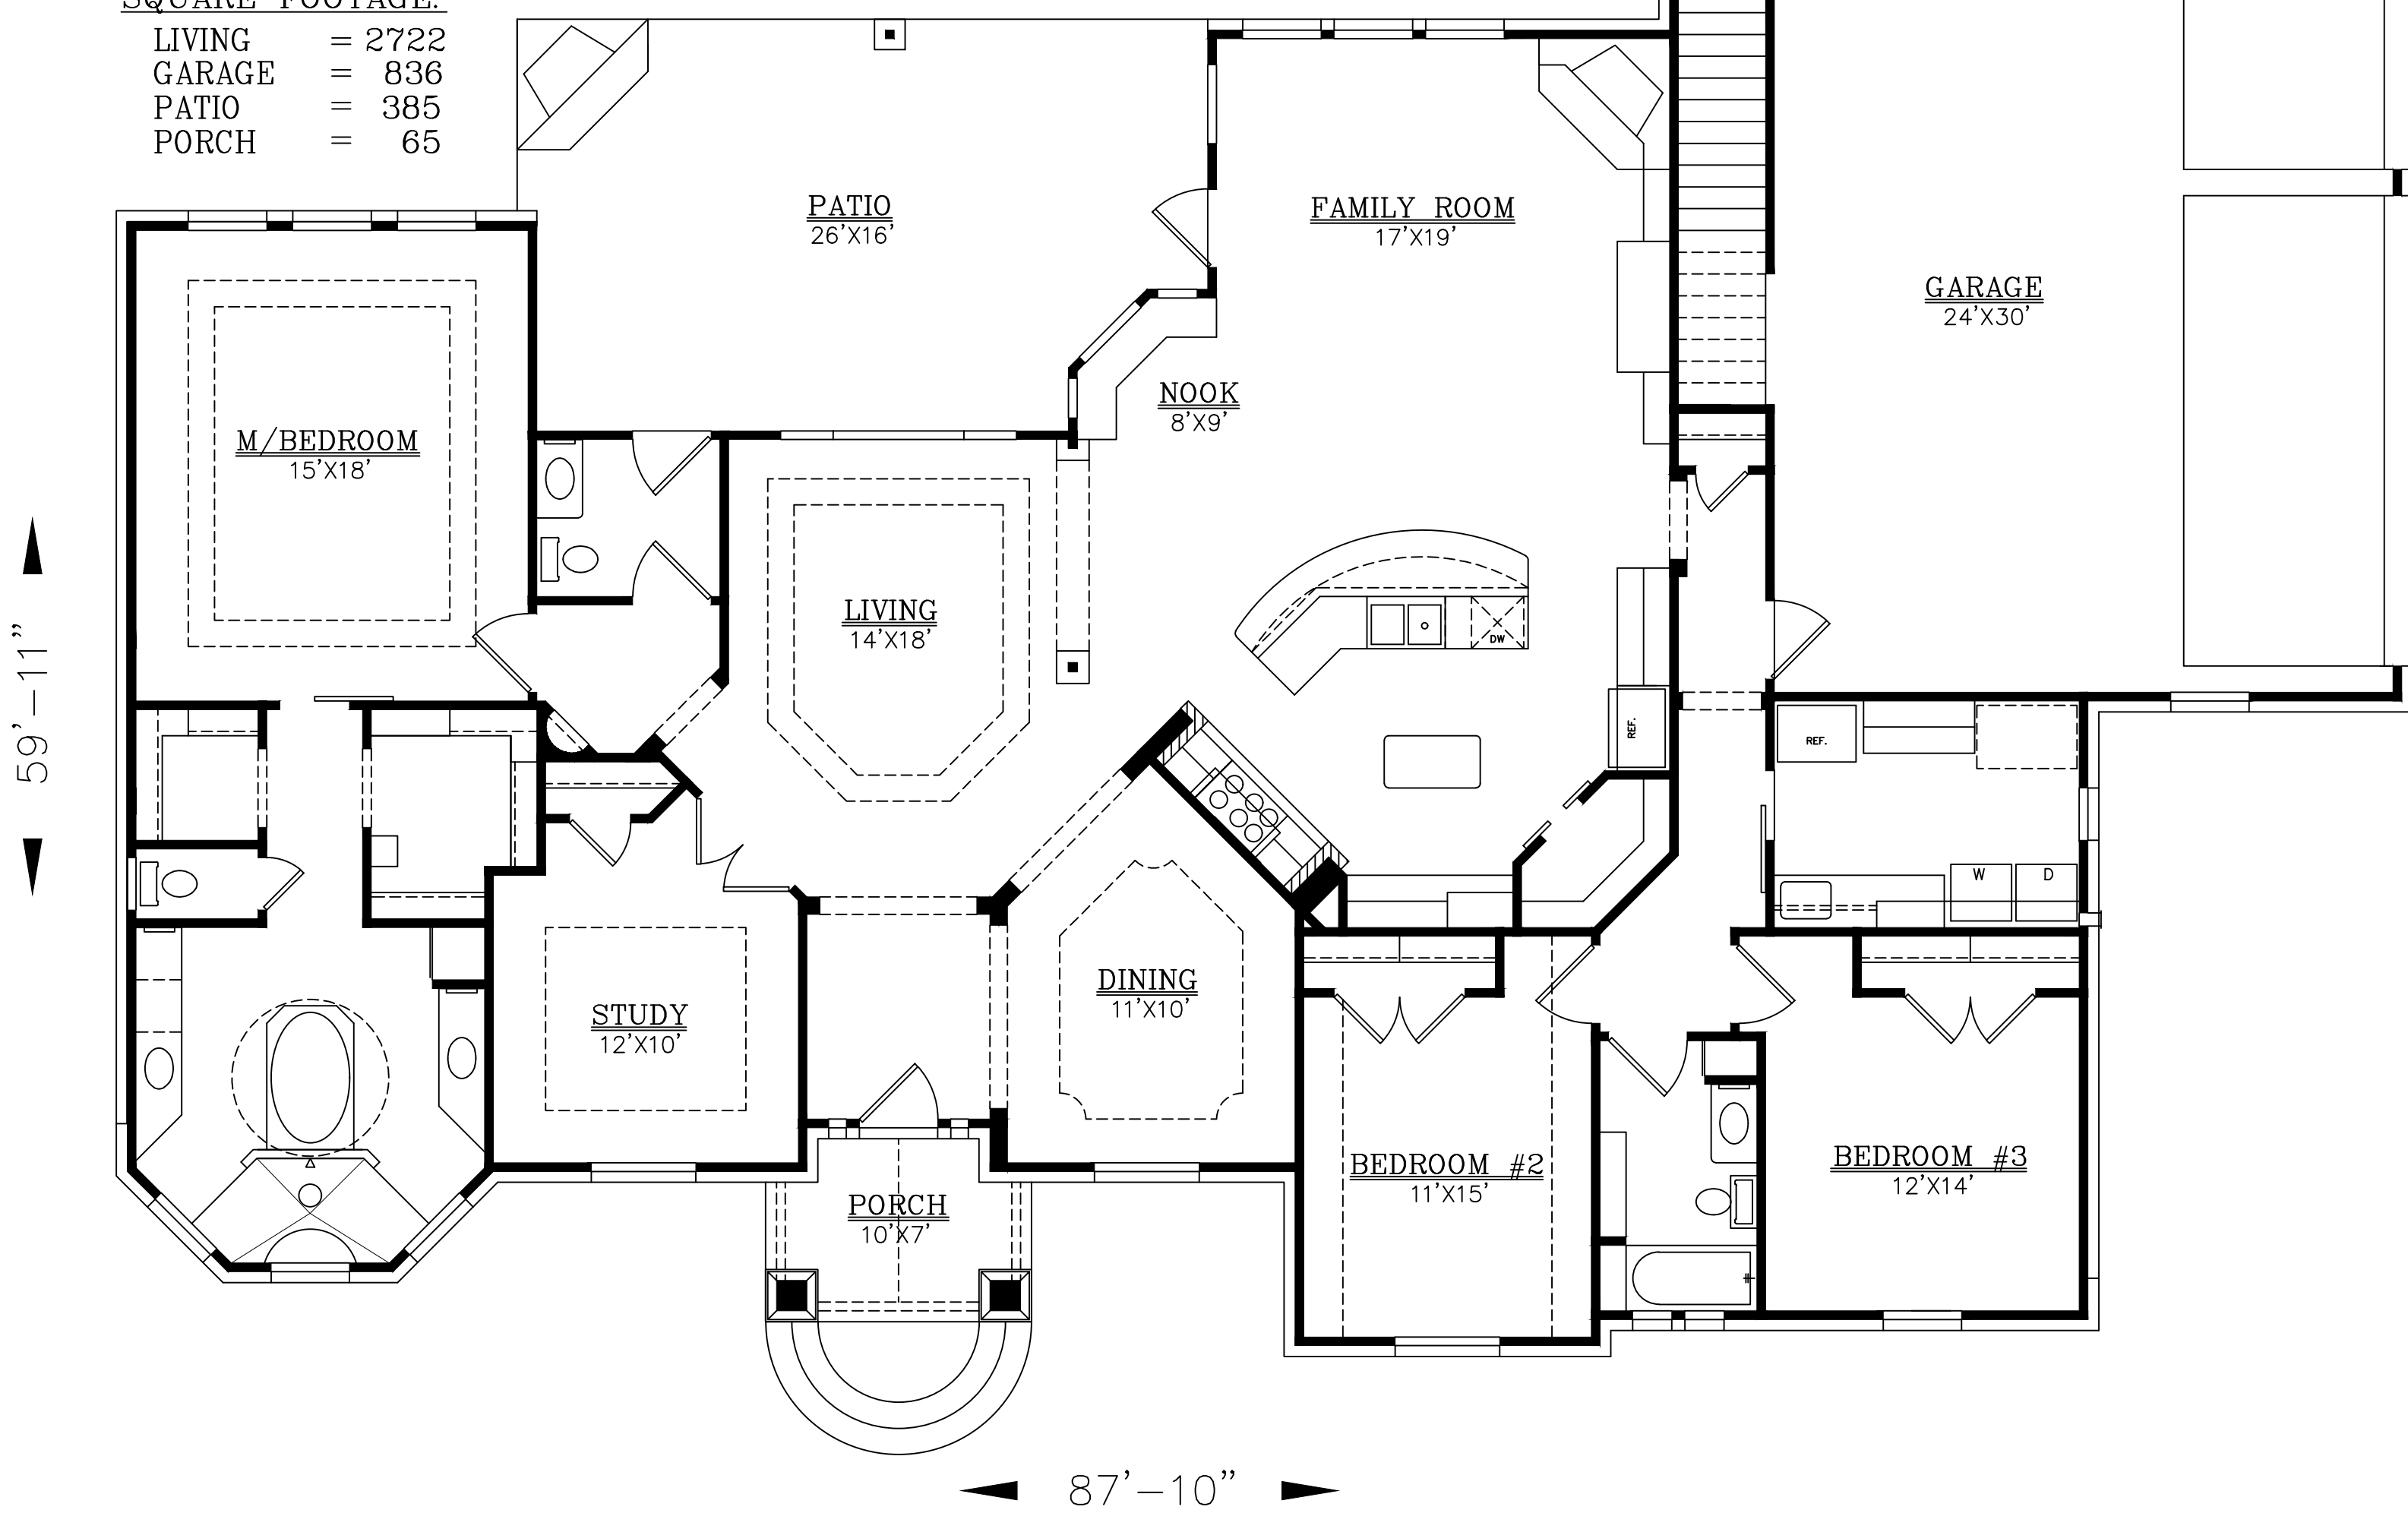 SQUARE FOOTAGE:
LIVING = 2722
GARAGE = 836
PATIO = 385
PORCH = 65
PATIO
26'X16'
FAMILY ROOM
17'X19'
GARAGE
24'X30'
NOOK
8'X9'
M/BEDROOM
15'X18'
LIVING
14'X18'
DW
REF.
REF.
59'-11"
W
D
DINING
11'X10'
STUDY
12'X10'
BEDROOM #2
11'X15'
BEDROOM #3
12'X14'
PORCH
10'X7'
87'-10"